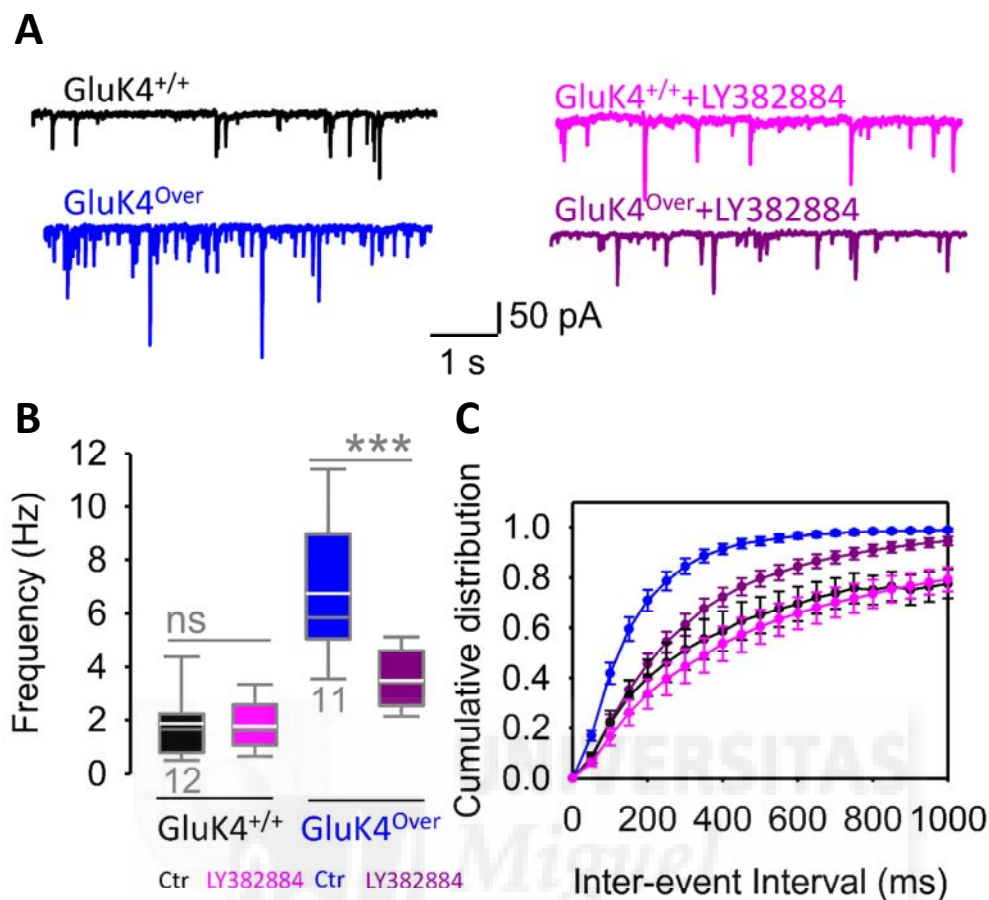 A
GluK4+/+
GluK4+/++LY382884
GluK4Over
GluK4Over+LY382884
50 pA
1 s
B
Frequency (Hz)
12
10
8
6
4
2
0
ns
***
12
11
GluK4+/+ GluK4Over
Ctr LY382884 Ctr LY382884
C
Cumulative distribution
1.0
0.8
0.6
0.4
0.2
0.0
0 200 400 600 800 1000
Inter-event Interval (ms)
UNIVERSITAS
Miguel